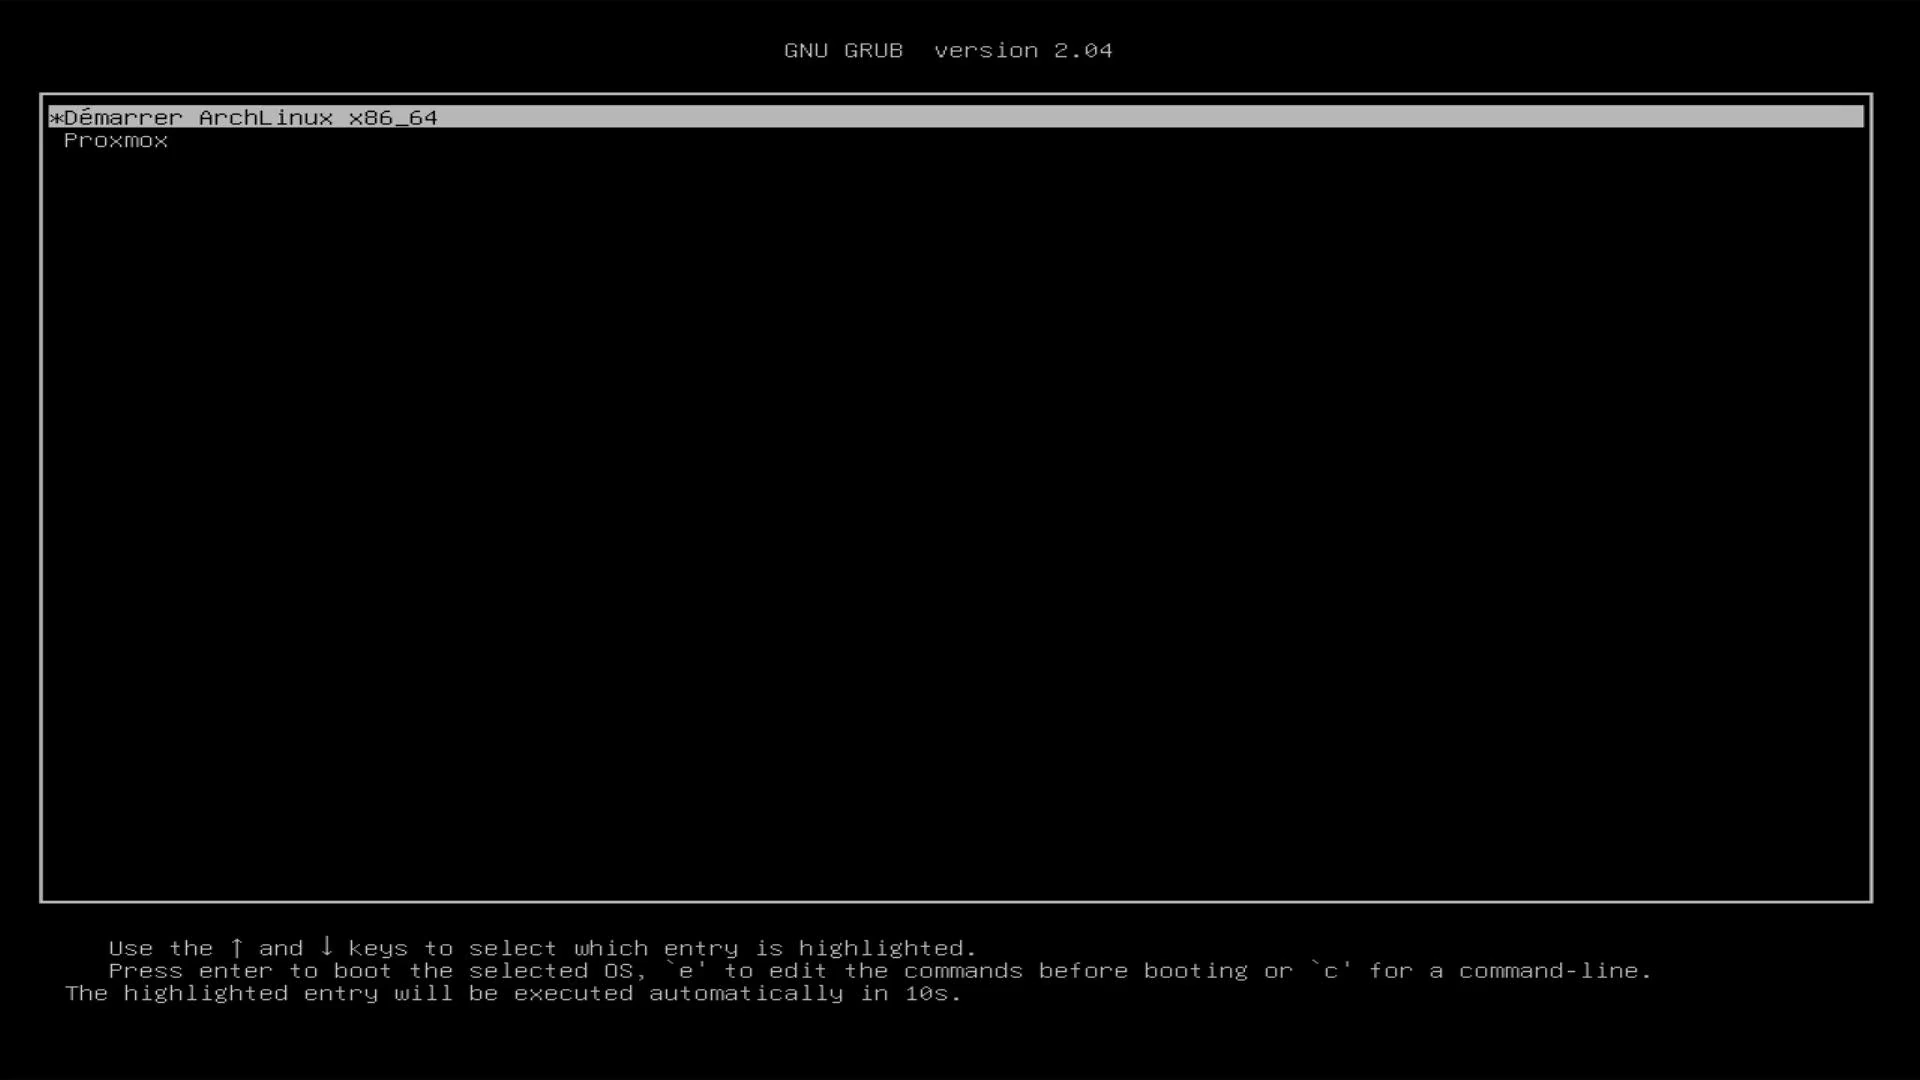 GNU GRUB  version 2.04
*Démarrer ArchLinux x86_64
Proxmox
Use the ↑ and ↓ keys to select which entry is highlighted.
Press enter to boot the selected OS, `e' to edit the commands before booting or `c' for a command-line.
The highlighted entry will be executed automatically in 10s.